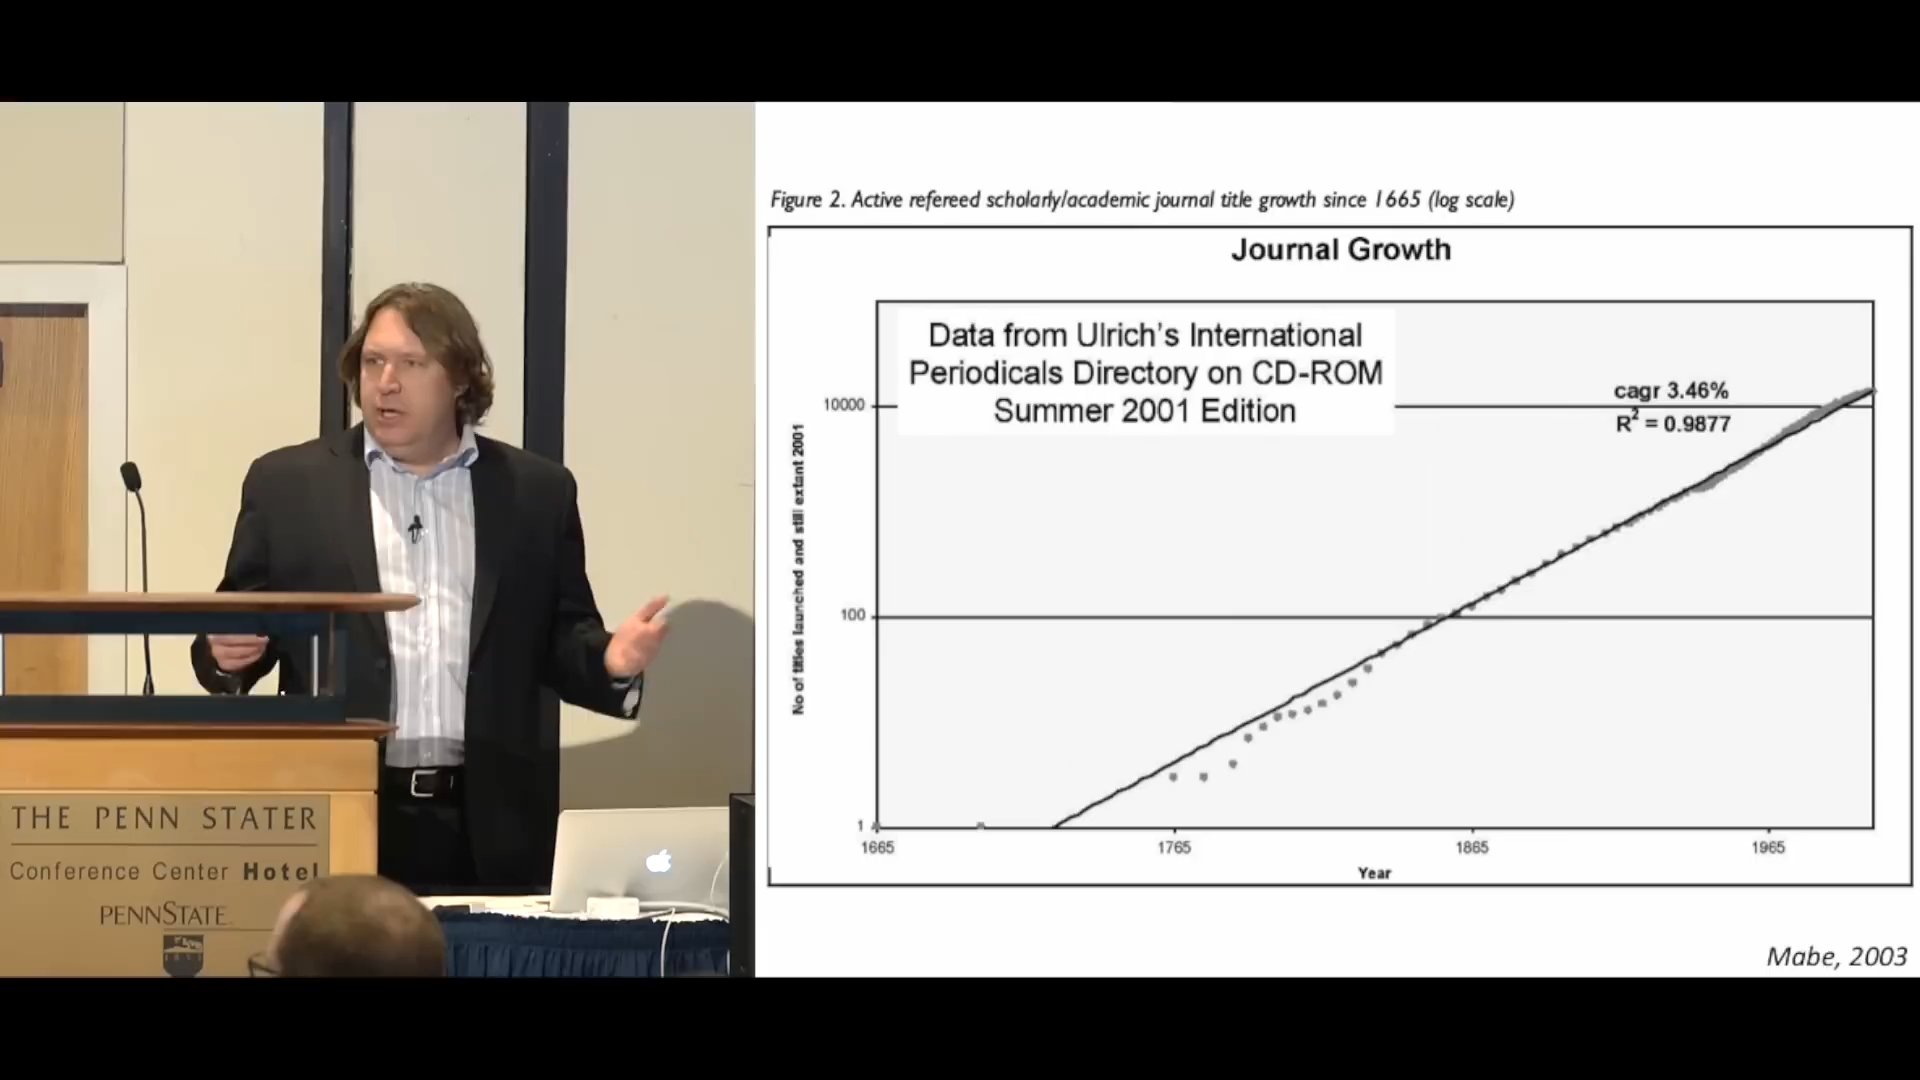 Figure 2. Active refereed scholarly/academic journal title growth since 1665 (log scale)
Journal Growth
Data from Ulrich's International
Periodicals Directory on CD-ROM
Summer 2001 Edition
cagr 3.46%
R² = 0.9877
No of titles launched and still extant 2001
10000
100
1
1665
1765
1865
1965
Year
Mabe, 2003
THE PENN STATER
Conference Center Hotel
PENNSTATE